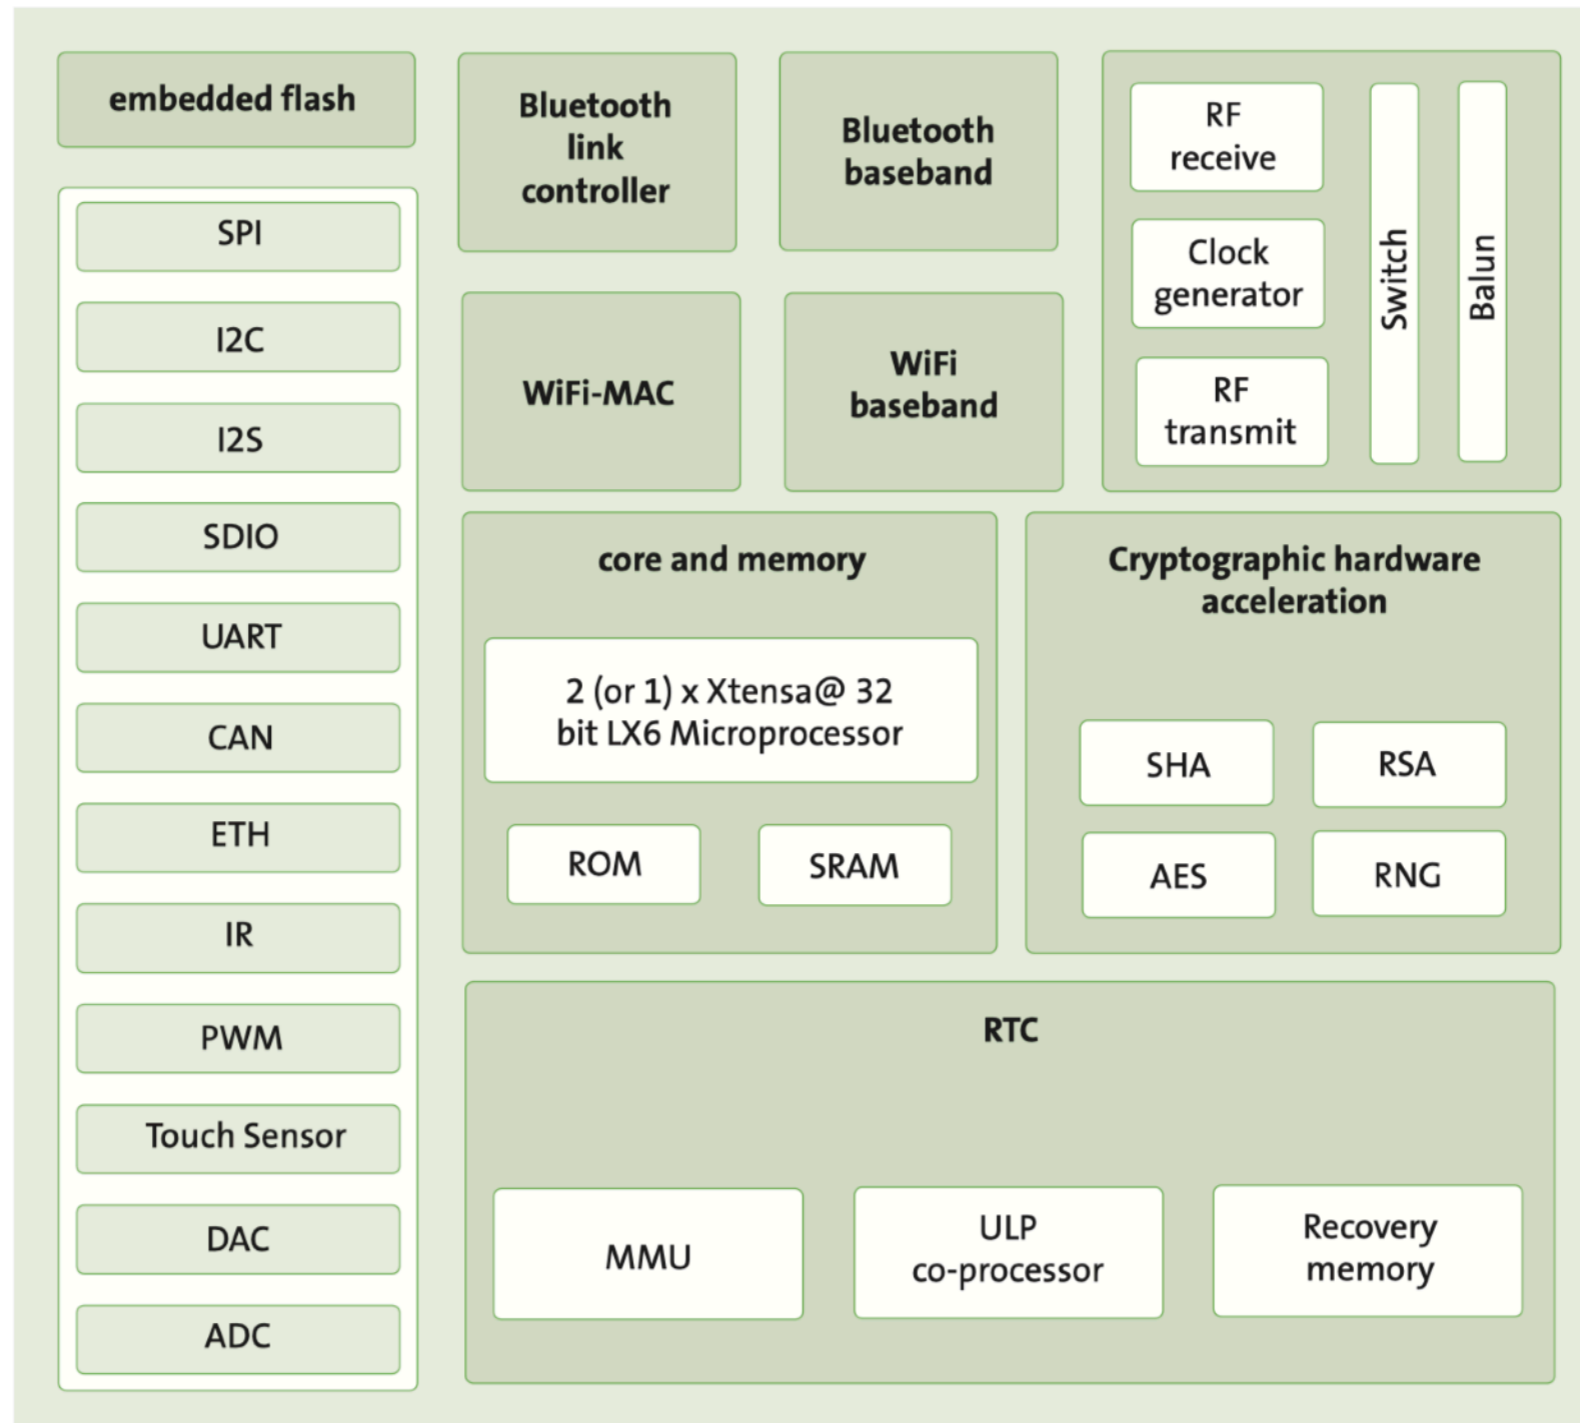 embedded flash
SPI
I2C
I2S
SDIO
UART
CAN
ETH
IR
PWM
Touch Sensor
DAC
ADC
Bluetooth
link
controller
Bluetooth
baseband
WiFi-MAC
WiFi
baseband
RF
receive
Clock
generator
RF
transmit
Switch
Balun
core and memory
2 (or 1) x Xtensa@ 32
bit LX6 Microprocessor
ROM
SRAM
Cryptographic hardware
acceleration
SHA
RSA
AES
RNG
RTC
MMU
ULP
co-processor
Recovery
memory